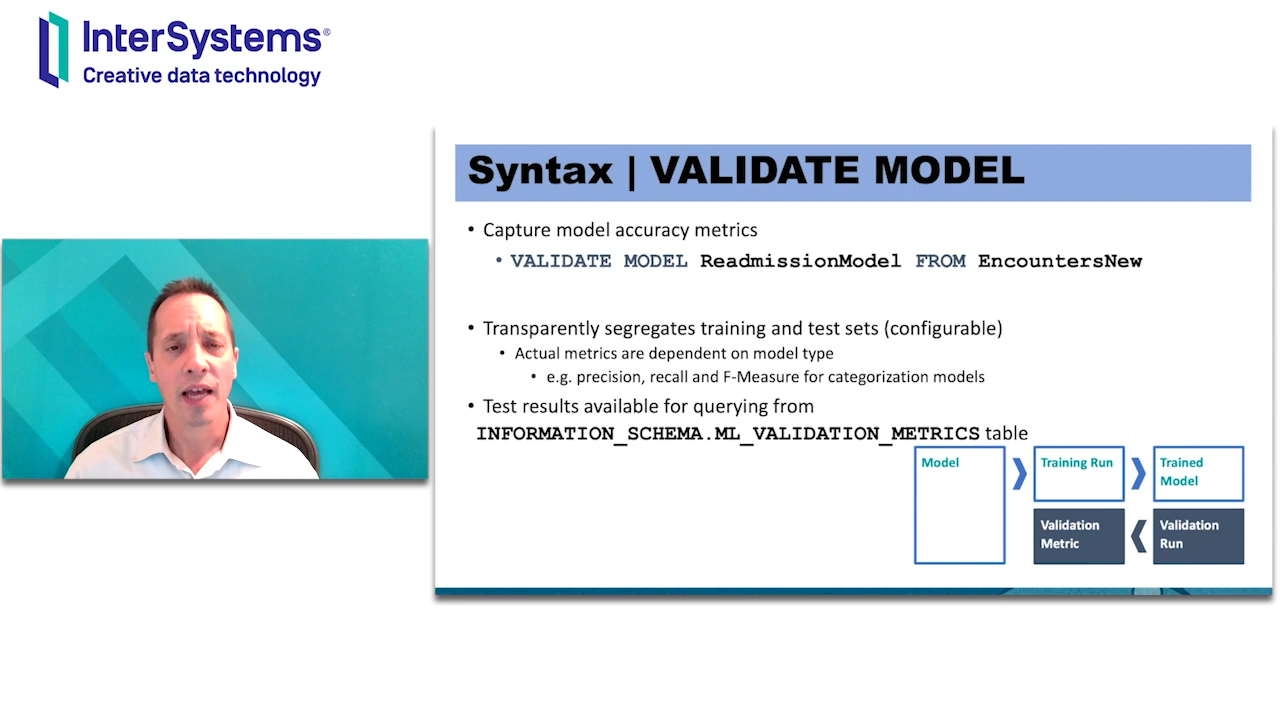 InterSystems®
Creative data technology
Syntax | VALIDATE MODEL
• Capture model accuracy metrics
• VALIDATE MODEL ReadmissionModel FROM EncountersNew
• Transparently segregates training and test sets (configurable)
• Actual metrics are dependent on model type
• e.g. precision, recall and F-Measure for categorization models
• Test results available for querying from
INFORMATION_SCHEMA.ML_VALIDATION_METRICS table
Model
Training Run
Trained
Model
Validation
Metric
Validation
Run